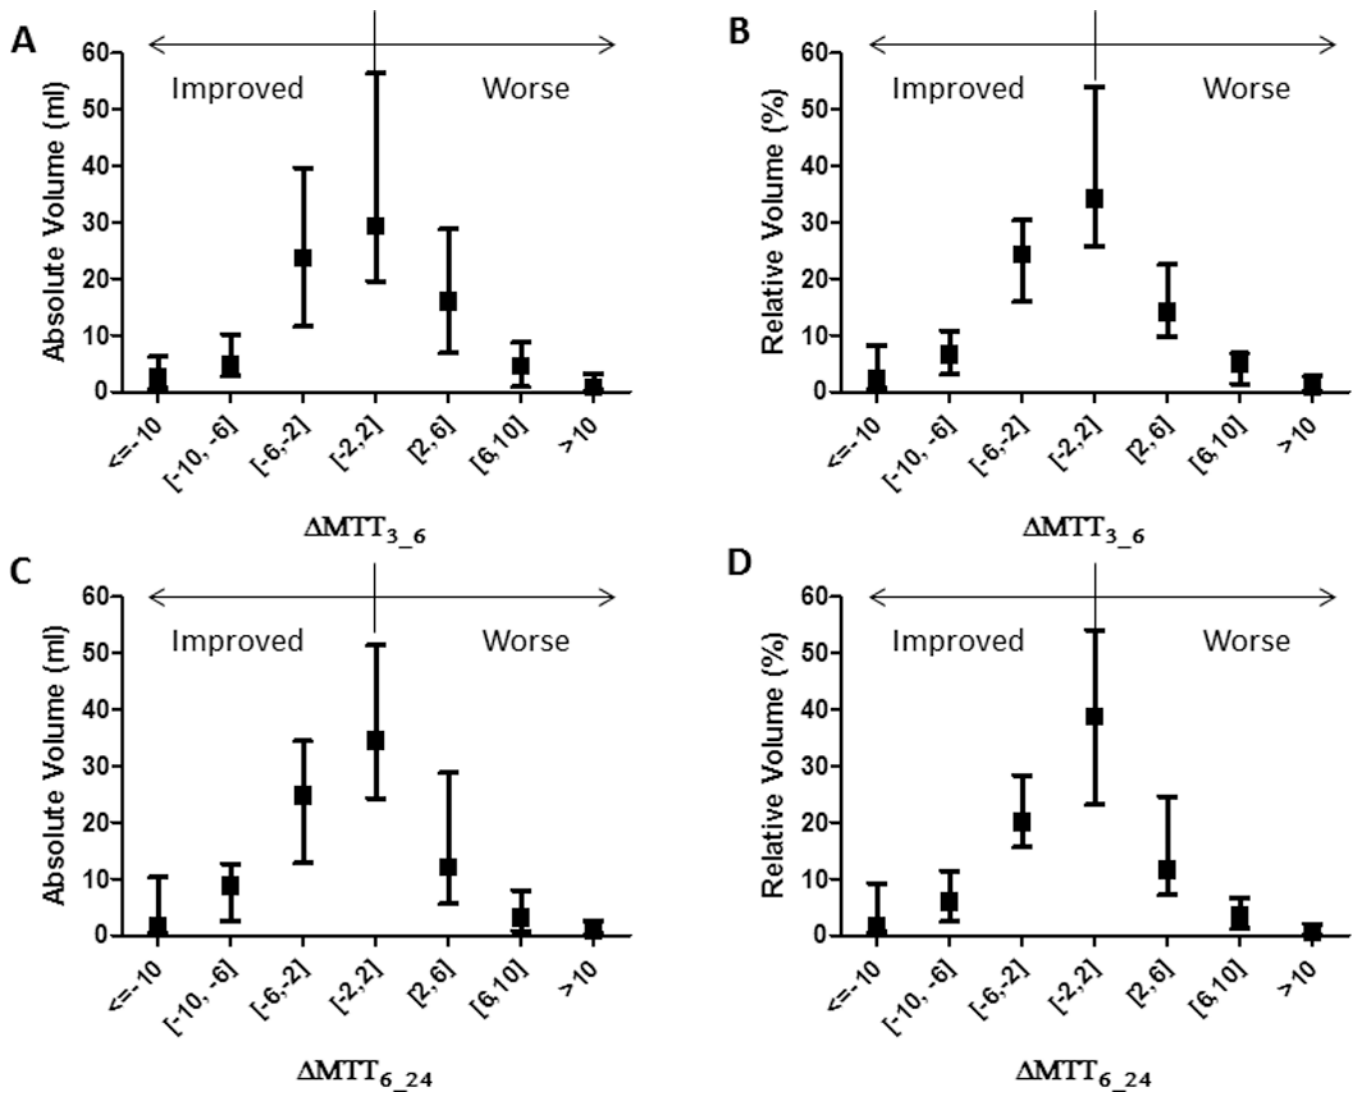 A
Absolute Volume (ml)
60
50
40
30
20
10
0
Improved
Worse
<=-10
[-10, -6]
[-6,-2]
[-2,2]
[2,6]
[6,10]
>10
ΔMTT3_6
B
Relative Volume (%)
60
50
40
30
20
10
0
Improved
Worse
<=-10
[-10, -6]
[-6,-2]
[-2,2]
[2,6]
[6,10]
>10
ΔMTT3_6
C
Absolute Volume (ml)
60
50
40
30
20
10
0
Improved
Worse
<=-10
[-10, -6]
[-6,-2]
[-2,2]
[2,6]
[6,10]
>10
ΔMTT6_24
D
Relative Volume (%)
60
50
40
30
20
10
0
Improved
Worse
<=-10
[-10, -6]
[-6,-2]
[-2,2]
[2,6]
[6,10]
>10
ΔMTT6_24